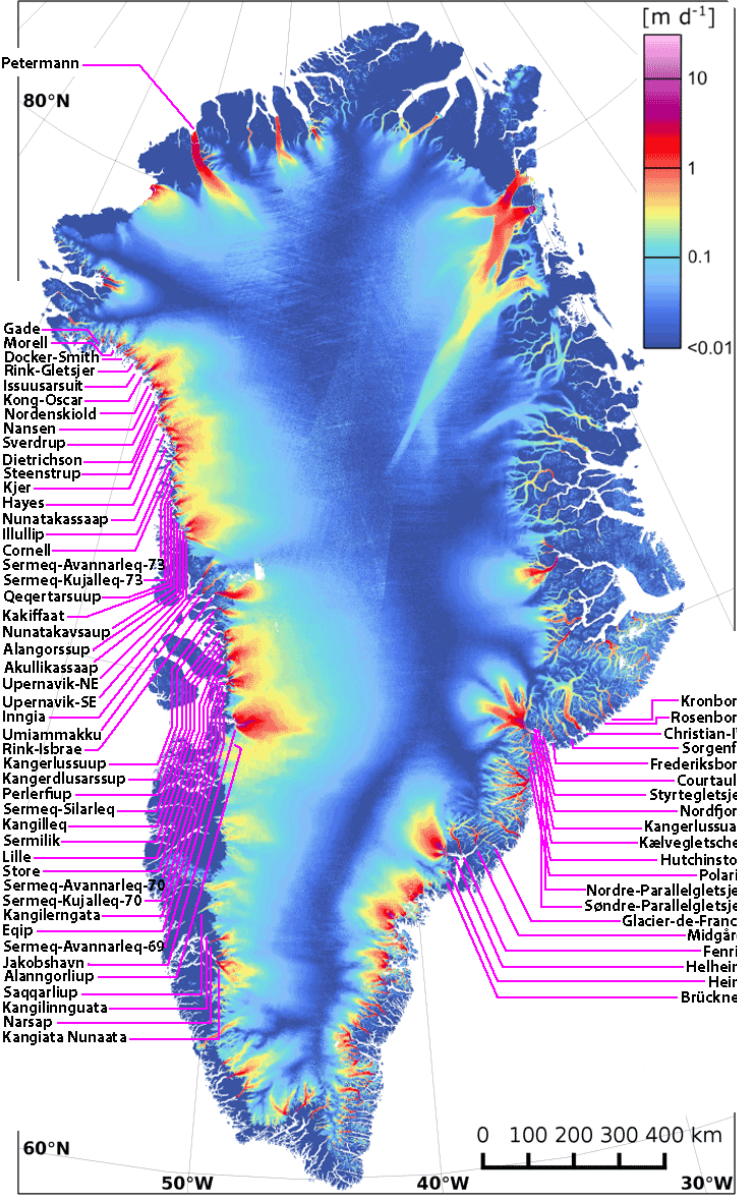 [m d⁻¹]
10
1
0.1
<0.01
Petermann
80°N
Gade
Morell
Docker-Smith
Rink-Gletsjer
Issuusarsuit
Kong-Oscar
Nordenskiold
Nansen
Sverdrup
Dietrichson
Steenstrup
Kjer
Hayes
Nunatakassaap
Illullip
Cornell
Sermeq-Avannarleq-73
Sermeq-Kujalleq-73
Qeqertarsuup
Kakiffaat
Nunatakavsaup
Alangorssup
Akullikassaap
Upernavik-NE
Upernavik-SE
Inngia
Umiammakku
Rink-Isbrae
Kangerlussuup
Kangerdlusarssup
Perlerfiup
Sermeq-Silarleq
Kangilleq
Sermilik
Lille
Store
Sermeq-Avannarleq-70
Sermeq-Kujalleq-70
Kangilerngata
Eqip
Sermeq-Avannarleq-69
Jakobshavn
Alanngorliup
Saqqarliup
Kangilinnguata
Narsap
Kangiata Nunaata
Kronbor
Rosenbor
Christian-I
Sorgenf
Frederiksbor
Courtaul
Styrtegletsje
Nordfjor
Kangerlussua
Kælvegletsche
Hutchinsto
Polari
Nordre-Parallelgletsje
Søndre-Parallelgletsje
Glacier-de-Franc
Midgår
Fenri
Helhein
Hein
Brückne
0 100 200 300 400 km
60°N
50°W
40°W
30°W